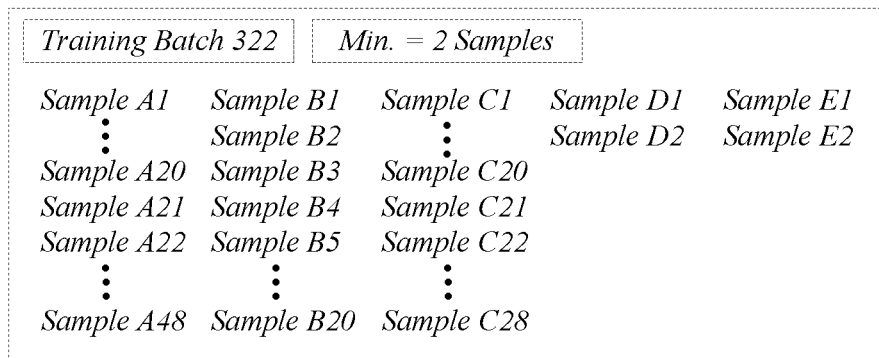 Training Batch 322 Min. = 2 Samples
Sample A1 Sample B1 Sample C1 Sample D1 Sample E1
Sample B2 Sample D2 Sample E2
Sample A20 Sample B3 Sample C20
Sample A21 Sample B4 Sample C21
Sample A22 Sample B5 Sample C22
Sample A48 Sample B20 Sample C28